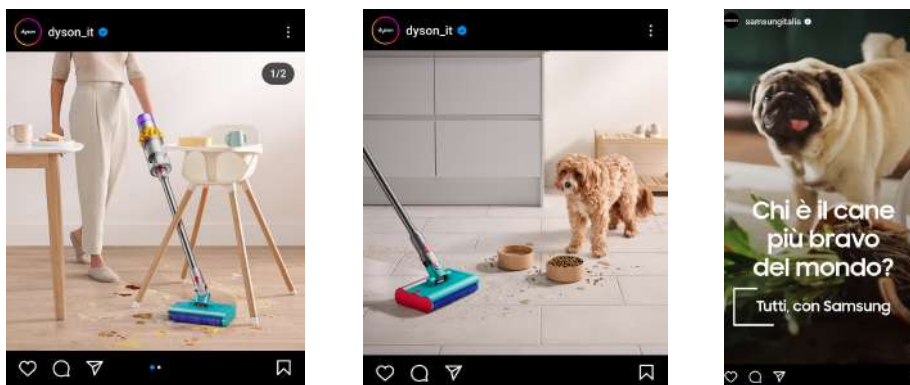 dyson_it
1/2
dyson_it
samsungitalia
Chi è il cane
più bravo
del mondo?
Tutti, con Samsung